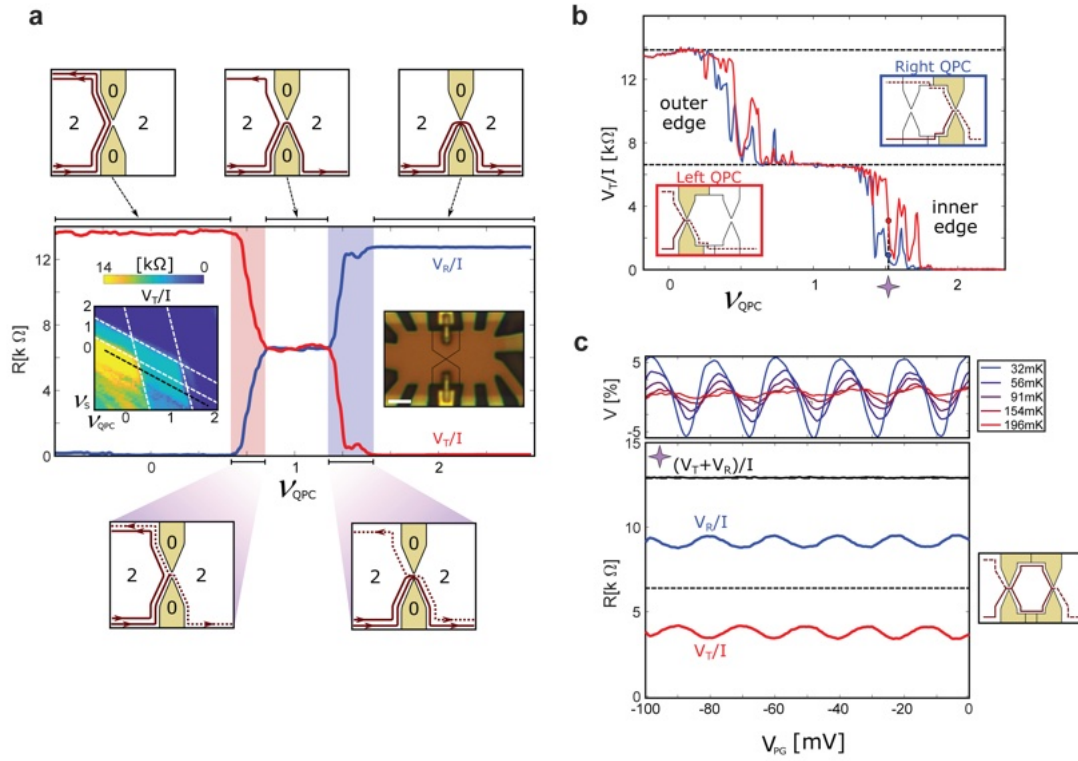 a
0
2
2
0
0
2
2
0
0
2
2
0
12
8
4
0
R[k Ω]
14
[kΩ]
0
V_T/I
2
1
0
ν_S
ν_QPC
0
1
2
V_R/I
V_T/I
0
1
2
ν_QPC
0
2
2
0
0
2
2
0
b
12
8
4
0
V_T/I [kΩ]
outer
edge
Right QPC
Left QPC
inner
edge
0
1
2
ν_QPC
c
5
-5
V [%]
32mK
56mK
91mK
154mK
196mK
15
10
5
0
R[k Ω]
(V_T+V_R)/I
V_R/I
V_T/I
-100
-80
-60
-40
-20
0
V_PG [mV]